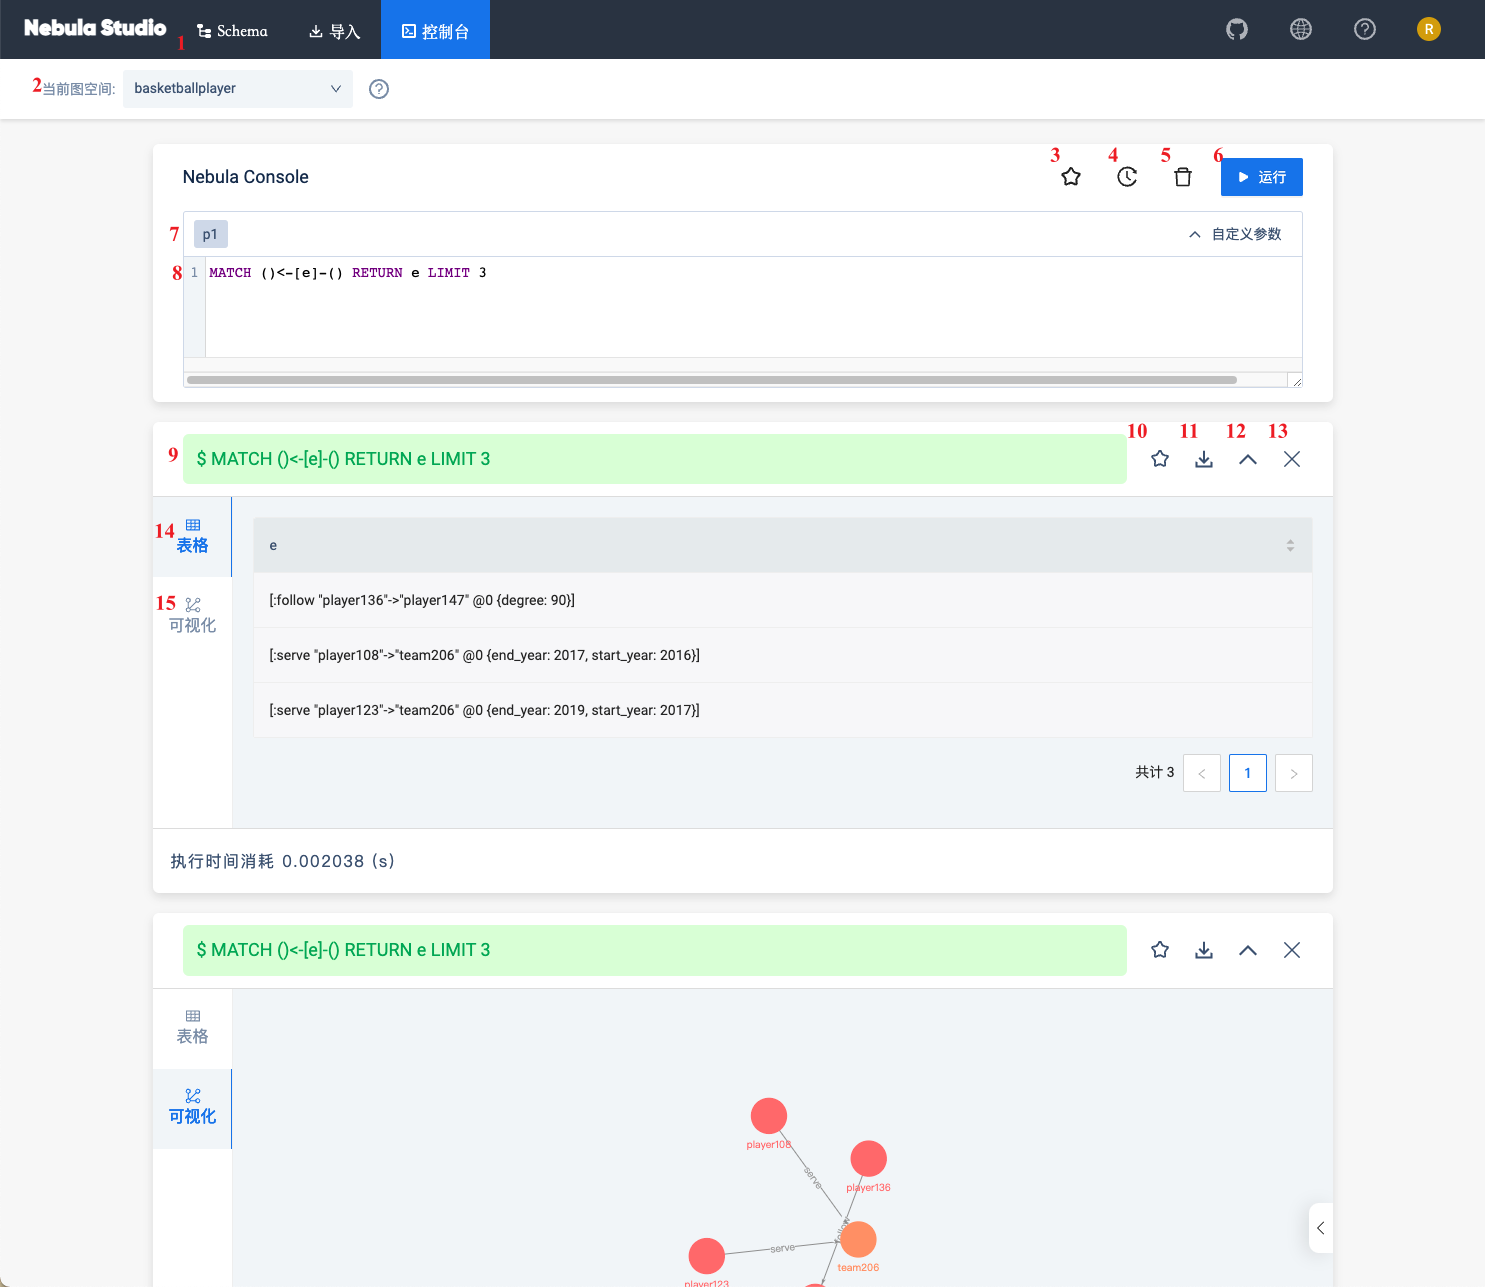 Nebula Studio 1 Schema 导入 控制台 R
2 当前图空间: basketballplayer
Nebula Console 3 4 5 6 运行
7 p1 自定义参数
8 1 MATCH ()<-[e]-() RETURN e LIMIT 3
9 $ MATCH ()<-[e]-() RETURN e LIMIT 3 10 11 12 13
14 表格
15 可视化
e
[:follow "player136"->"player147" @0 {degree: 90}]
[:serve "player108"->"team206" @0 {end_year: 2017, start_year: 2016}]
[:serve "player123"->"team206" @0 {end_year: 2019, start_year: 2017}]
共计 3 < 1 >
执行时间消耗 0.002038 (s)
$ MATCH ()<-[e]-() RETURN e LIMIT 3
表格
可视化
player108
serve
player136
follow
serve
team206
player123